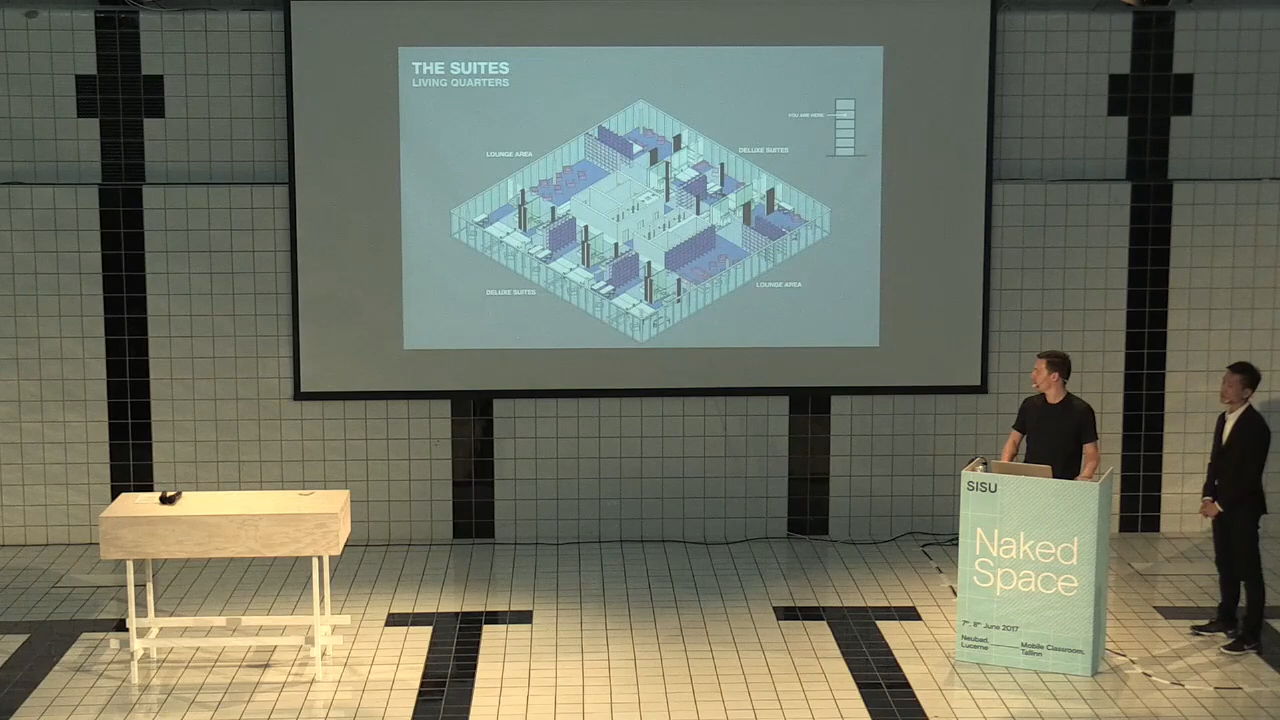 THE SUITES
LIVING QUARTERS
YOU ARE HERE
LOUNGE AREA
DELUXE SUITES
DELUXE SUITES
LOUNGE AREA
SISU
Naked
Space
7th, 8th June 2017
Neubad,
Lucerne
Mobile Classroom,
Tallinn